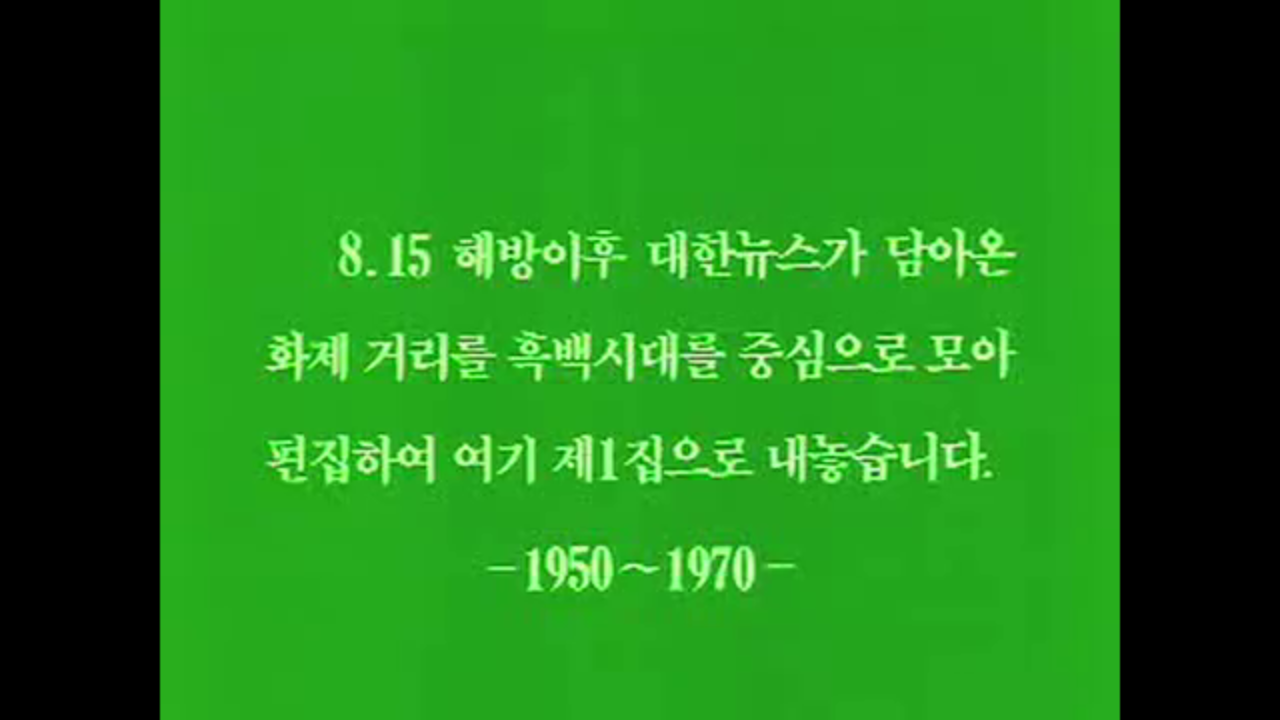 8.15 해방이후 대한뉴스가 담아온
화제 거리를 흑백시대를 중심으로 모아
편집하여 여기 제1집으로 내놓습니다.
-1950~1970-